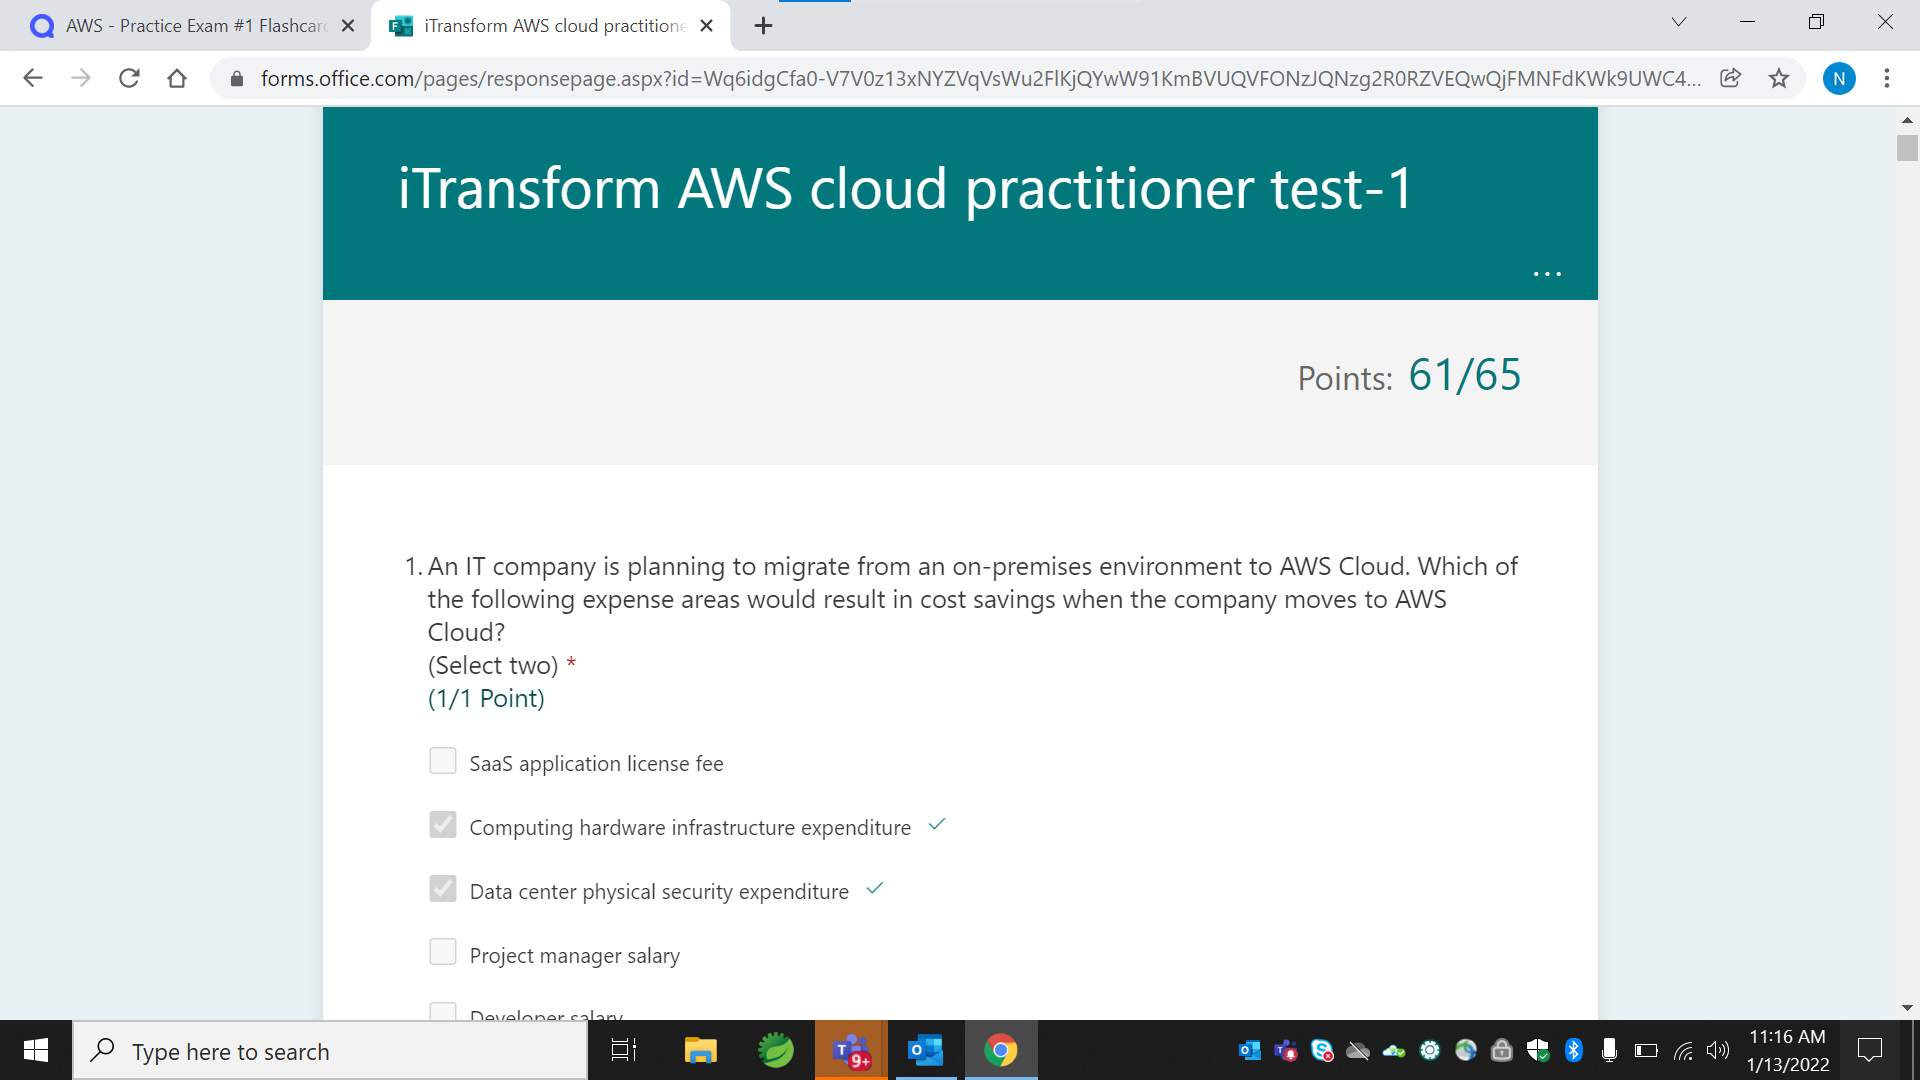 AWS - Practice Exam #1 Flashcar
iTransform AWS cloud practitione
forms.office.com/pages/responsepage.aspx?id=Wq6idgCfa0-V7V0z13xNYZVqVsWu2FlKjQYwW91KmBVUQVFONzJQNzg2R0RZVEQwQjFMNFdKWk9UWC4...
N
iTransform AWS cloud practitioner test-1
...
Points: 61/65
1. An IT company is planning to migrate from an on-premises environment to AWS Cloud. Which of
the following expense areas would result in cost savings when the company moves to AWS
Cloud?
(Select two) *
(1/1 Point)
SaaS application license fee
Computing hardware infrastructure expenditure
Data center physical security expenditure
Project manager salary
Developer salary
Type here to search
9+
11:16 AM
1/13/2022